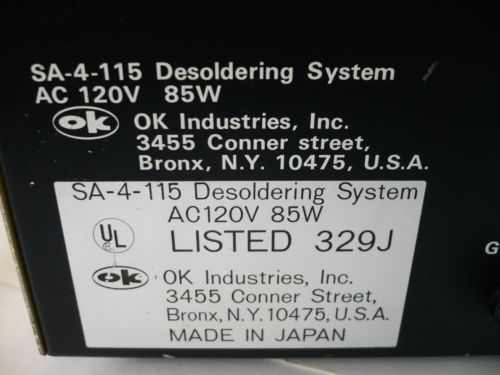 SA-4-115 Desoldering System
AC 120V 85W
ok OK Industries, Inc.
3455 Conner street,
Bronx, N.Y. 10475, U.S.A.
SA-4-115 Desoldering System
AC120V 85W
UL LISTED 329J
ok OK Industries, Inc.
3455 Conner Street,
Bronx, N.Y. 10475, U.S.A.
MADE IN JAPAN
G